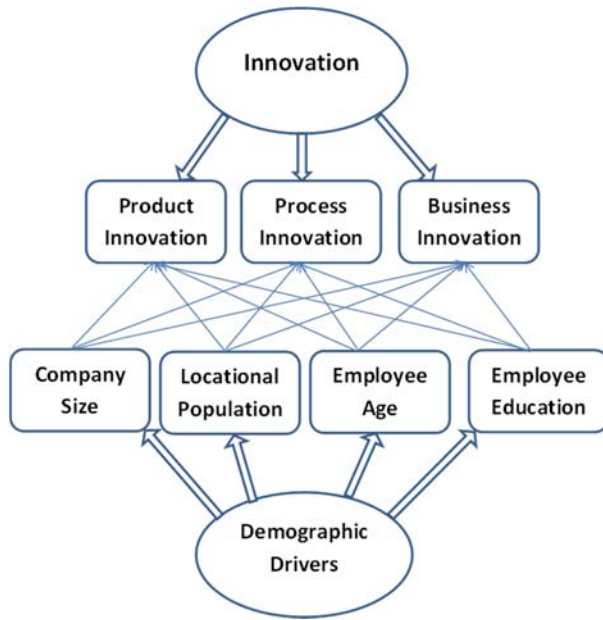 Innovation
Product
Innovation
Process
Innovation
Business
Innovation
Company
Size
Locational
Population
Employee
Age
Employee
Education
Demographic
Drivers